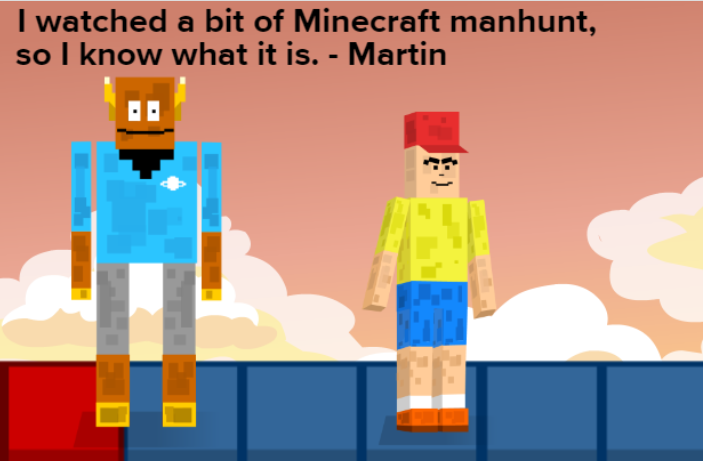 I watched a bit of Minecraft manhunt,
so I know what it is. - Martin